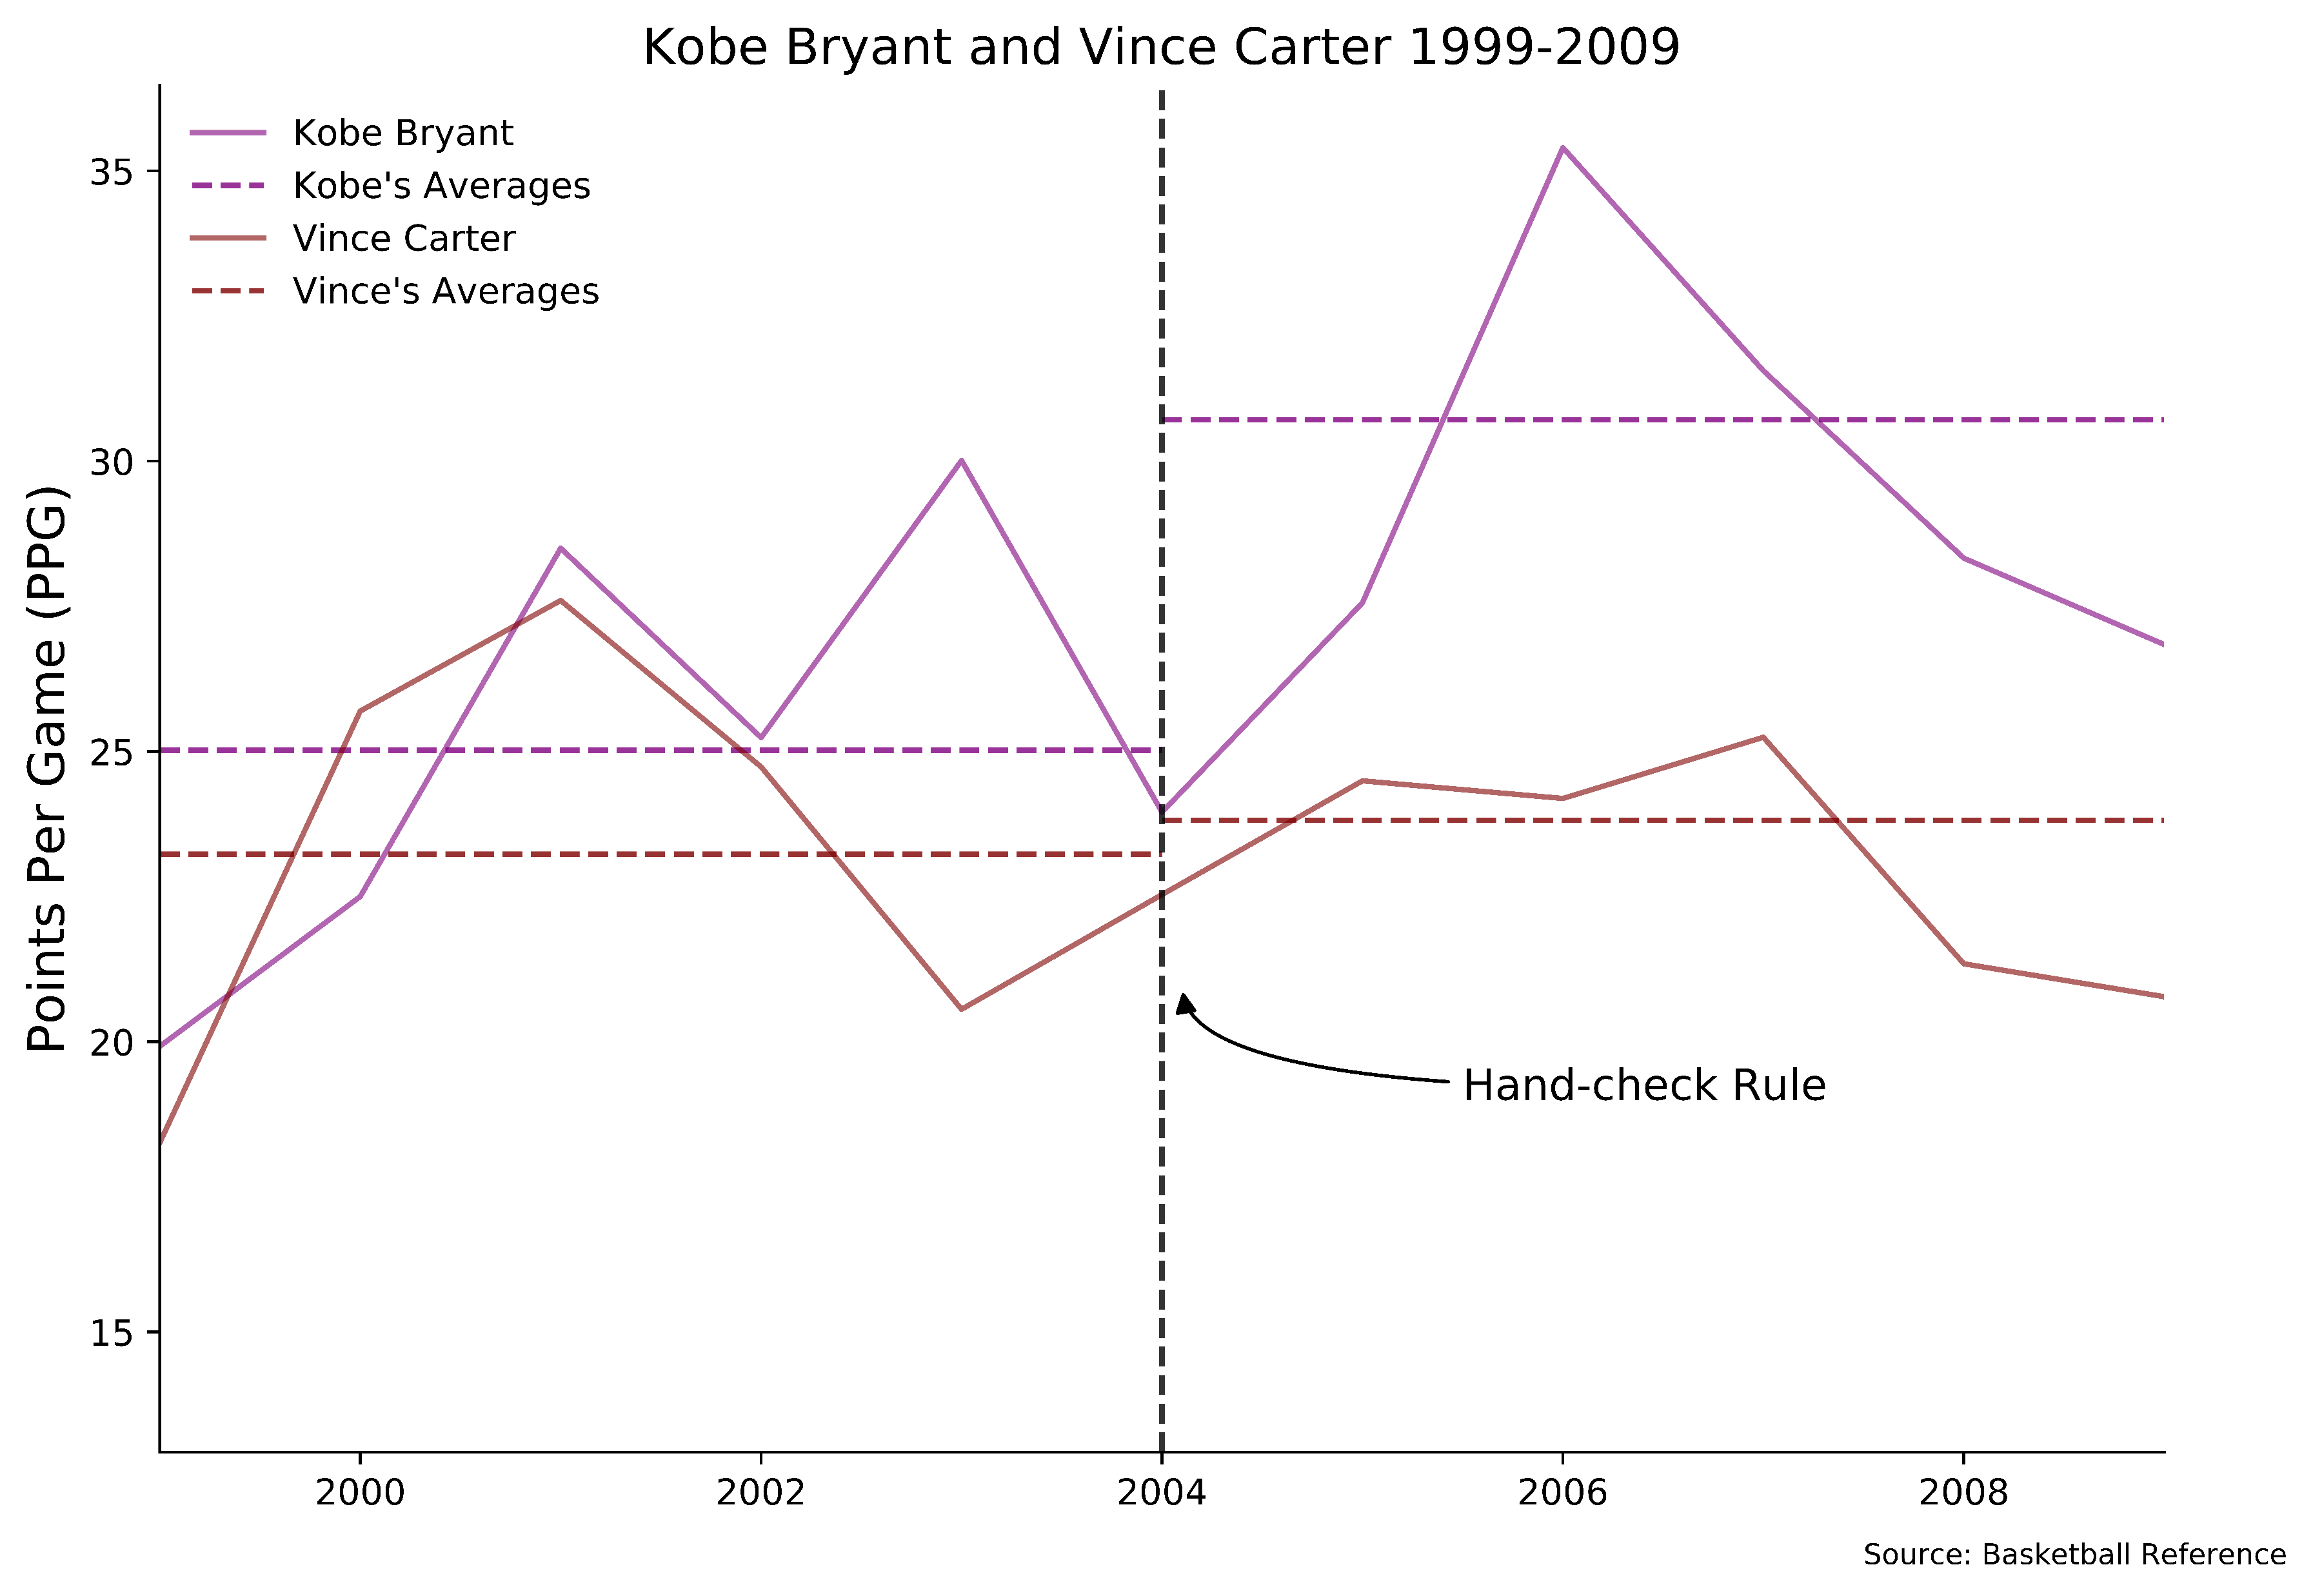 Kobe Bryant and Vince Carter 1999-2009
Kobe Bryant
Kobe's Averages
Vince Carter
Vince's Averages
Points Per Game (PPG)
35
30
25
20
15
Hand-check Rule
2000 2002 2004 2006 2008
Source: Basketball Reference